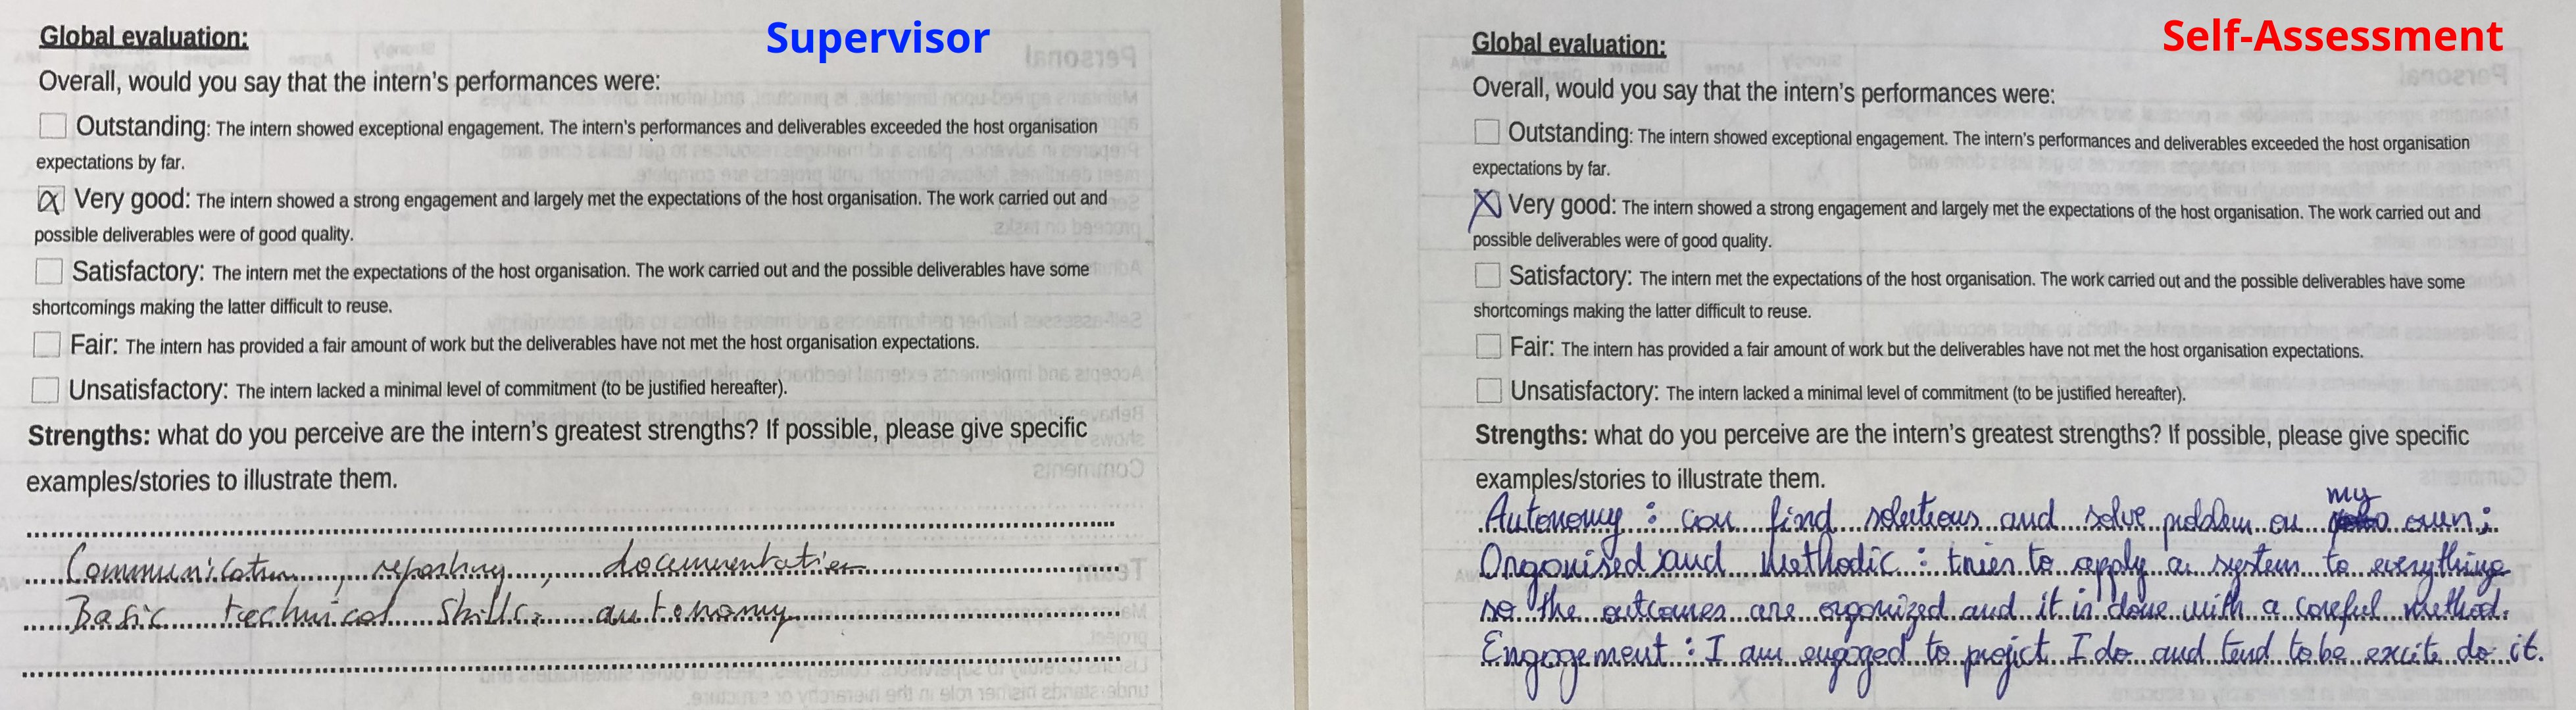 Supervisor
Global evaluation:
Overall, would you say that the intern's performances were:
Outstanding: The intern showed exceptional engagement. The intern's performances and deliverables exceeded the host organisation
expectations by far.
Very good: The intern showed a strong engagement and largely met the expectations of the host organisation. The work carried out and
possible deliverables were of good quality.
Satisfactory: The intern met the expectations of the host organisation. The work carried out and the possible deliverables have some
shortcomings making the latter difficult to reuse.
Fair: The intern has provided a fair amount of work but the deliverables have not met the host organisation expectations.
Unsatisfactory: The intern lacked a minimal level of commitment (to be justified hereafter).
Strengths: what do you perceive are the intern's greatest strengths? If possible, please give specific
examples/stories to illustrate them.
Communication, reporting, documentation
Basic technical skills, autonomy
Self-Assessment
Global evaluation:
Overall, would you say that the intern's performances were:
Outstanding: The intern showed exceptional engagement. The intern's performances and deliverables exceeded the host organisation
expectations by far.
Very good: The intern showed a strong engagement and largely met the expectations of the host organisation. The work carried out and
possible deliverables were of good quality.
Satisfactory: The intern met the expectations of the host organisation. The work carried out and the possible deliverables have some
shortcomings making the latter difficult to reuse.
Fair: The intern has provided a fair amount of work but the deliverables have not met the host organisation expectations.
Unsatisfactory: The intern lacked a minimal level of commitment (to be justified hereafter).
Strengths: what do you perceive are the intern's greatest strengths? If possible, please give specific
examples/stories to illustrate them.
Autonomy : can find solutions and solve problem on my own;
Organised and Methodic : tries to apply a system to everything
so the outcomes are organized and it is done with a careful method.
Engagement : I am engaged to project I do and tend to be excite do it.